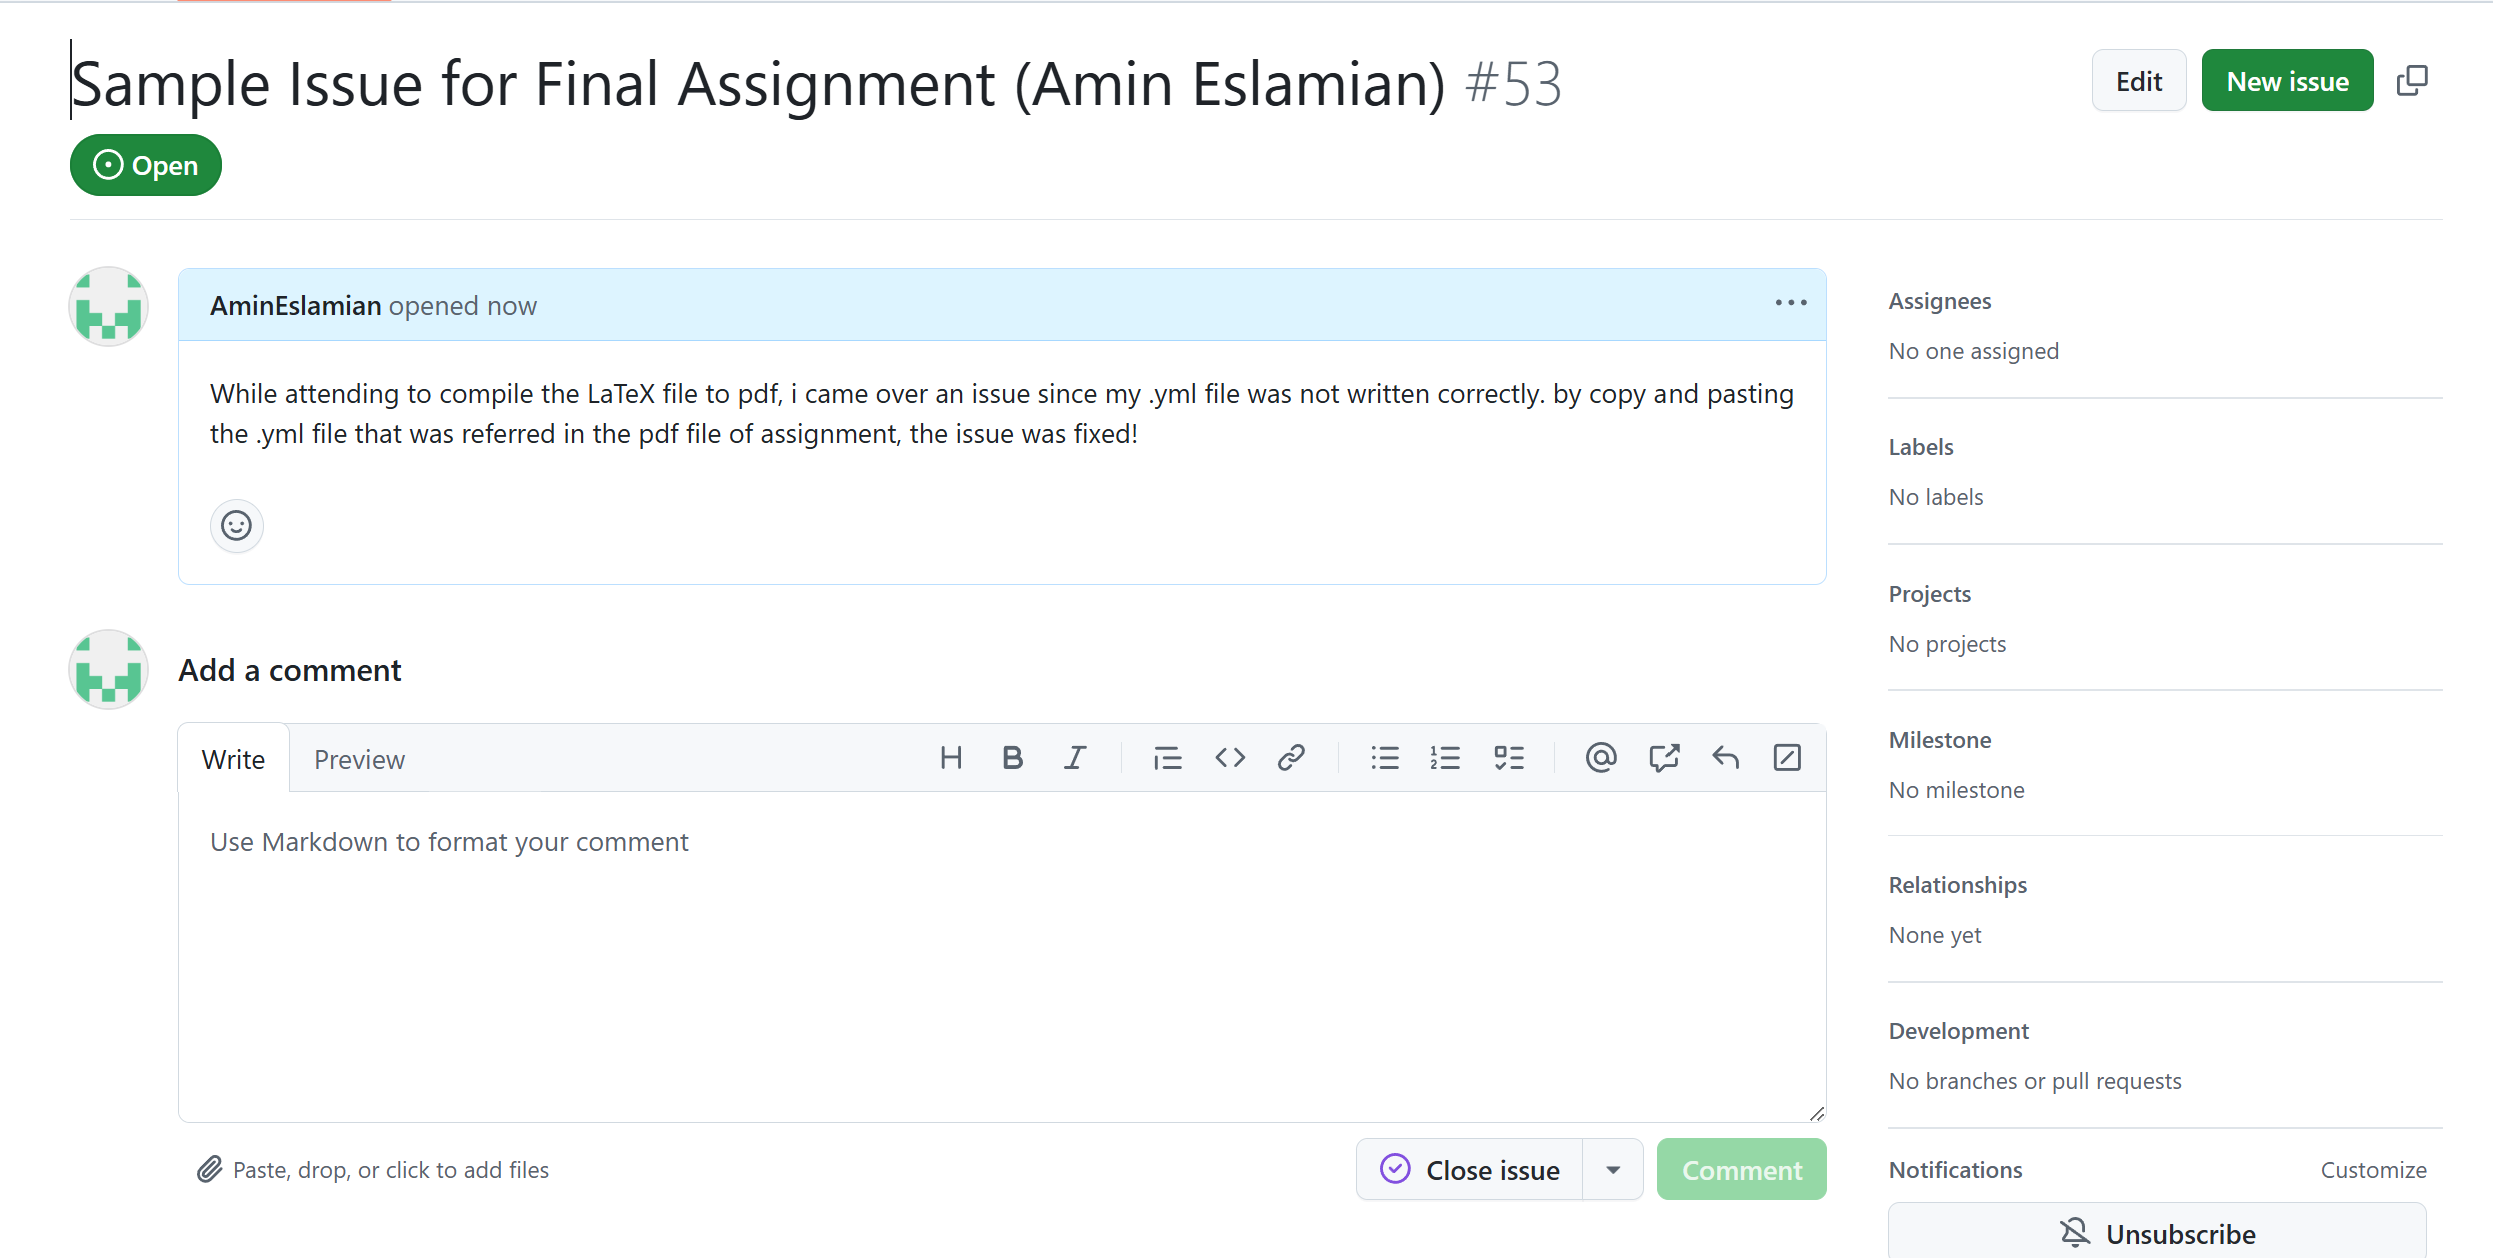 Sample Issue for Final Assignment (Amin Eslamian) #53
Edit
New issue
Open
AminEslamian opened now
While attending to compile the LaTeX file to pdf, i came over an issue since my .yml file was not written correctly. by copy and pasting
the .yml file that was referred in the pdf file of assignment, the issue was fixed!
Add a comment
Write
Preview
Use Markdown to format your comment
Paste, drop, or click to add files
Close issue
Comment
Assignees
No one assigned
Labels
No labels
Projects
No projects
Milestone
No milestone
Relationships
None yet
Development
No branches or pull requests
Notifications
Customize
Unsubscribe